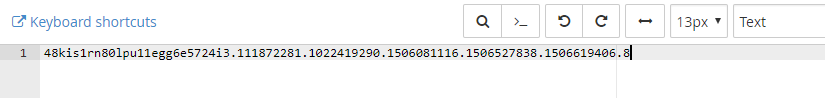 Keyboard shortcuts
>_
13px
Text
1
48kis1rn80lpu11egg6e5724i3.111872281.1022419290.1506081116.1506527838.1506619406.8